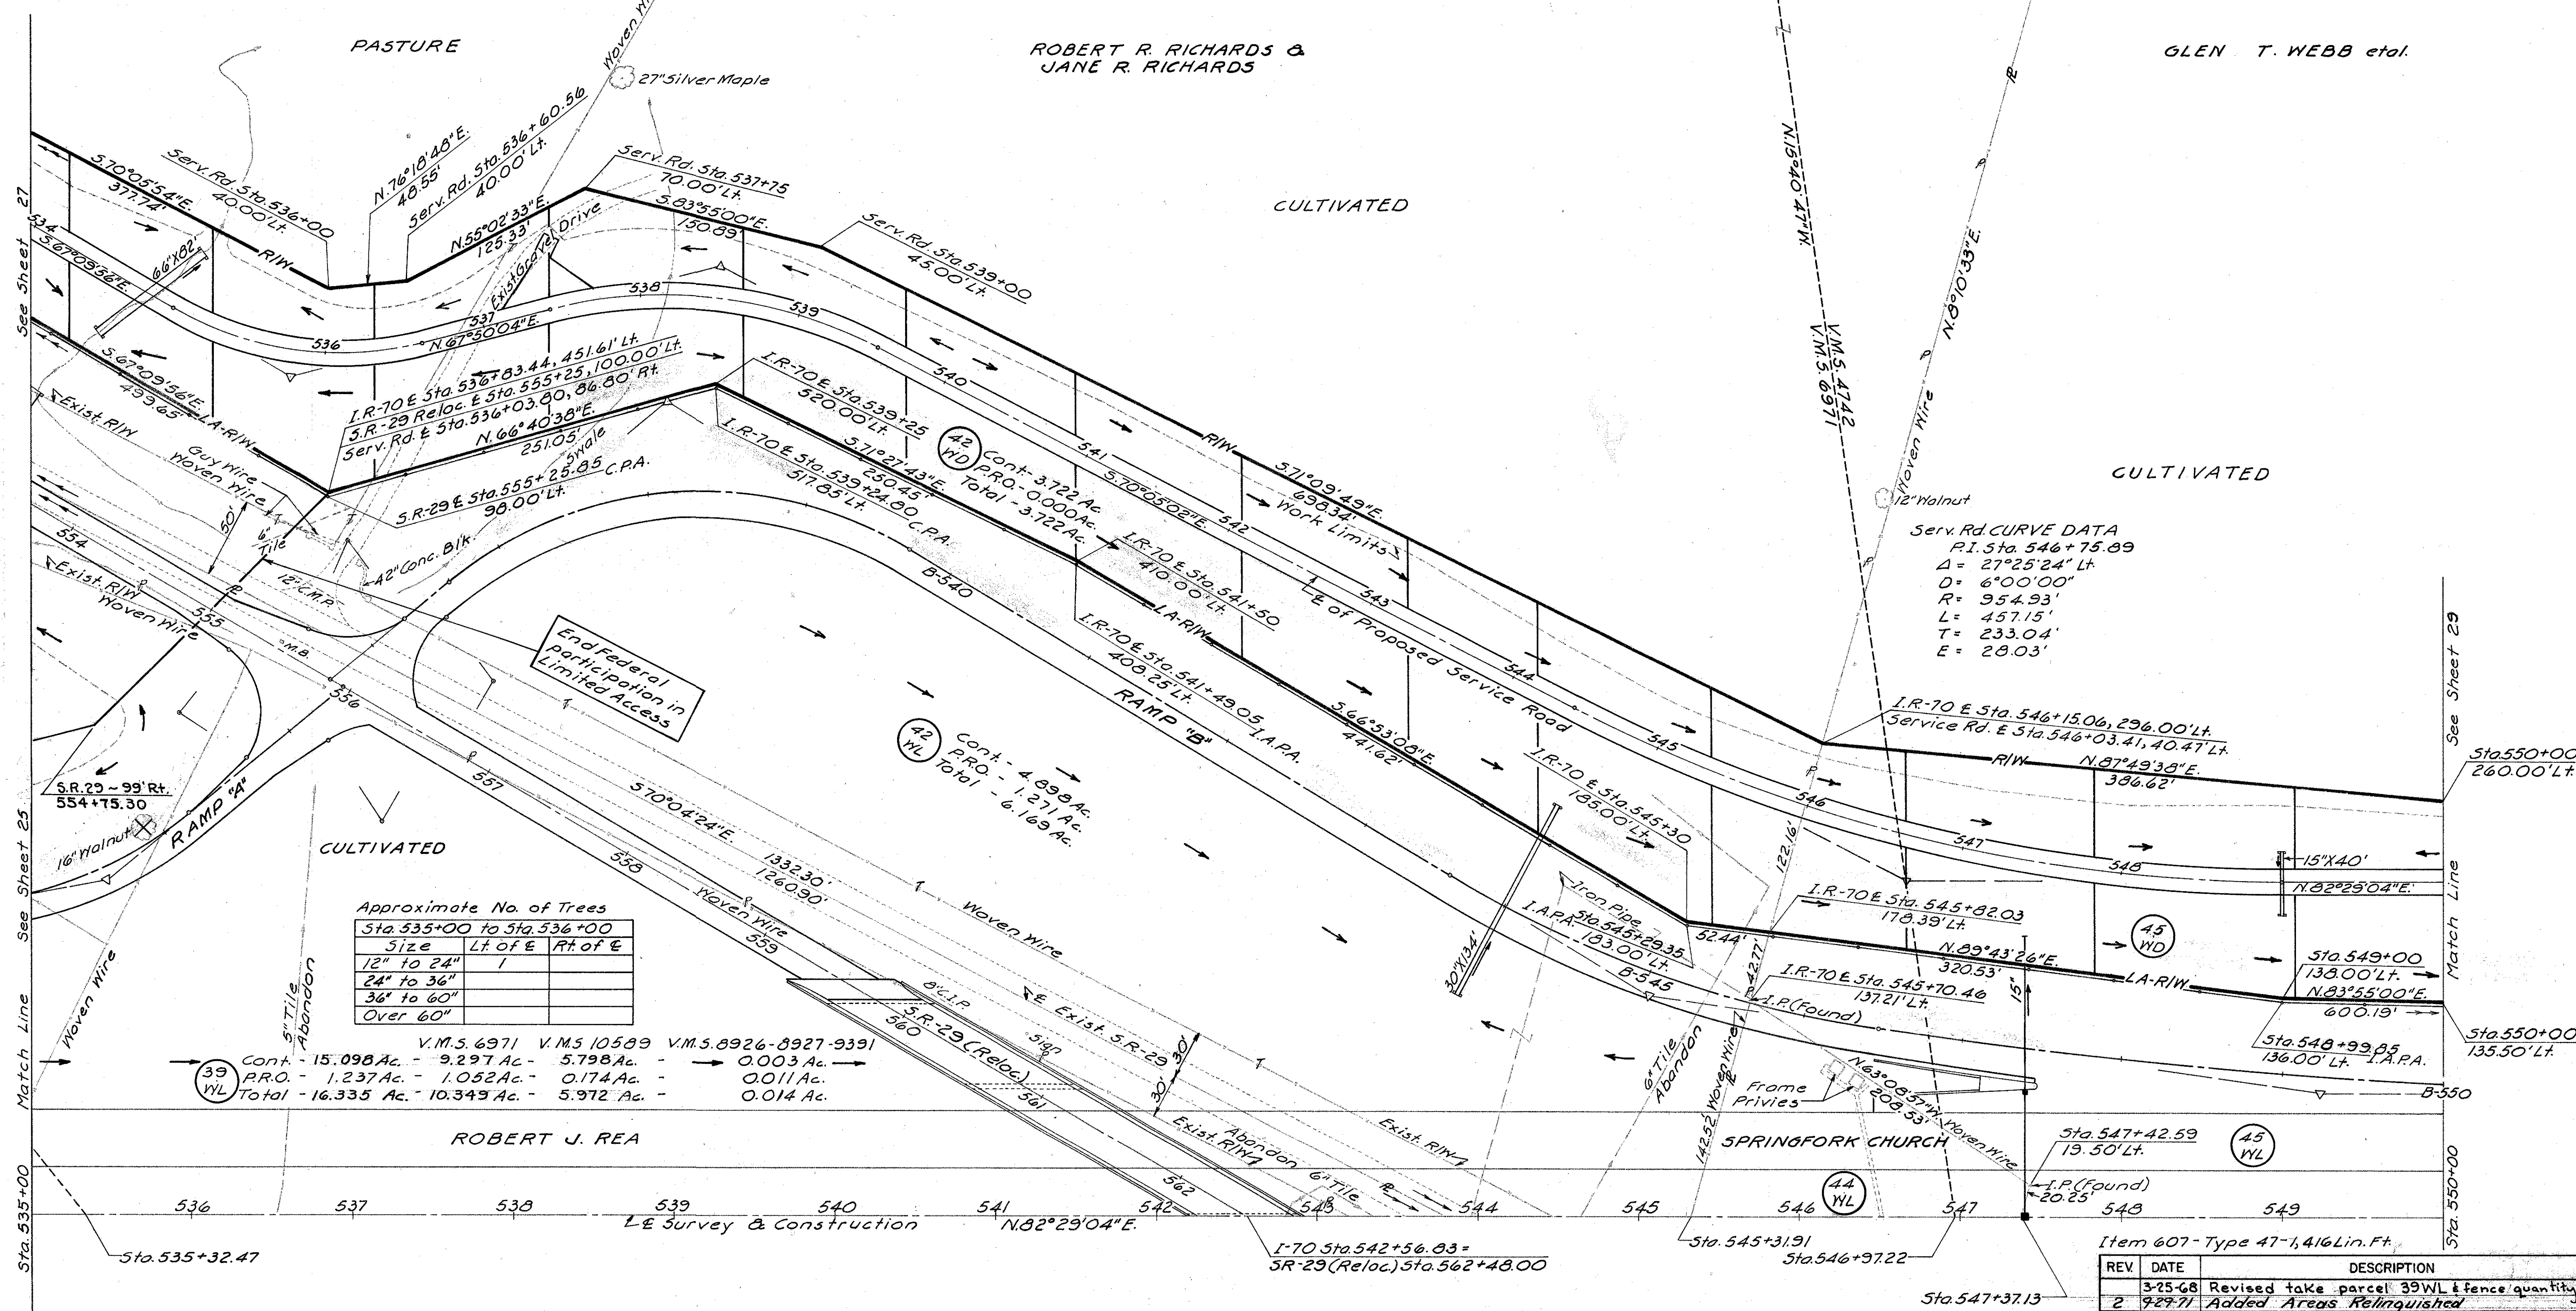 PASTURE
ROBERT R. RICHARDS &
JANE R. RICHARDS
GLEN T. WEBB etal.
Woven Wire
27" Silver Maple
N.76°18'48"E.
48.55'
Serv. Rd. Sta. 536+60.56
40.00' Lt.
Serv. Rd. Sta. 536+00
40.00' Lt.
S.70°05'54"E.
377.74'
R/W
See Sheet 27
534
S.67°09'56"E.
66"X82'
Serv. Rd. Sta. 537+75
70.00' Lt.
N.55°02'33"E.
125.33'
Exist. Gravel Drive
S.83°55'00"E.
150.89'
Serv. Rd. Sta. 539+00
45.00' Lt.
CULTIVATED
N.15°40'47"W.
V.M.S. 4742
V.M.S. 6971
N.8°10'33"E.
Woven Wire
CULTIVATED
12" Walnut
536
537
N.67°50'04"E.
538
539
540
541
542
543
544
545
546
547
548
S.67°09'56"E.
499.65'
LA-R/W
Exist R/W
I.R.-70 ℄ Sta. 536+83.44, 451.61' Lt.
S.R.-29 Reloc. ℄ Sta. 555+25, 100.00' Lt.
Serv. Rd. ℄ Sta. 536+03.80, 86.80' Rt.
N.66°40'38"E.
251.05'
Swale
S.R.-29 ℄ Sta. 555+25.85 C.P.A.
98.00' Lt.
Guy Wire
Woven Wire
50'
6"
Tile
42" Conc. Blk.
12" C.M.P.
I.R.-70 ℄ Sta. 539+25
520.00' Lt.
I.R.-70 ℄ Sta. 539+24.80 C.P.A.
517.85' Lt.
42
WD
Cont.- 3.722 Ac.
P.R.O.- 0.000 Ac.
Total - 3.722 Ac.
S.71°27'43"E.
250.45'
S.70°05'02"E.
R/W
S.71°09'49"E.
698.34'
Work Limits
I.R.-70 ℄ Sta. 541+50
410.00' Lt.
℄ of Proposed Service Road
I.R.-70 ℄ Sta. 541+49.05 I.A.P.A.
408.25' Lt.
LA-R/W
B-540
RAMP "B"
Serv. Rd. CURVE DATA
P.I. Sta. 546+75.89
Δ = 27°25'24" Lt.
D = 6°00'00"
R = 954.93'
L = 457.15'
T = 233.04'
E = 28.03'
554
Exist. R/W
Woven Wire
555
M.B.
556
End Federal
participation in
Limited Access
42
WL
Cont. - 4.898 Ac.
P.R.O. - 1.271 Ac.
Total - 6.169 Ac.
S.66°53'08"E.
441.62'
I.R.-70 ℄ Sta. 546+15.06, 296.00' Lt.
Service Rd. ℄ Sta. 546+03.41, 40.47' Lt.
R/W
N.87°49'38"E.
386.62'
See Sheet 29
Sta. 550+00
260.00' Lt.
S.R. 29 ~ 99' Rt.
554+75.30
16" Walnut
RAMP "A"
CULTIVATED
557
S70°04'24"E.
1332.30'
1260.90'
558
Woven Wire
559
Woven Wire
I.R.-70 ℄ Sta. 545+30
185.00' Lt.
Iron Pipe
Sta. 545+29.35
I.A.P.A. 183.00' Lt.
30"X134'
52.44'
122.16'
42.77'
I.R.-70 ℄ Sta. 545+82.03
178.39' Lt.
15"X40'
N.82°29'04"E.
45
WD
N.89°43'26"E.
320.53'
LA-R/W
Sta. 549+00
138.00' Lt.
N.83°55'00"E.
600.19'
Match Line
Sta. 550+00
135.50' Lt.
Sta. 548+99.85
136.00' Lt. I.A.P.A.
I.R.-70 ℄ Sta. 545+70.46
137.21' Lt.
I.P. (Found)
15"
B-545
B-550
See Sheet 25
Match Line
Woven Wire
5" Tile
Abandon
Approximate No. of Trees
Sta. 535+00 to Sta. 536+00
Size Lt. of ℄ Rt. of ℄
12" to 24" 1
24" to 36"
36" to 60"
Over 60"
V.M.S. 6971 V.M.S 10589 V.M.S. 8926-8927-9391
39
WL
Cont. - 15.098 Ac. - 9.297 Ac. - 5.798 Ac. - 0.003 Ac.
P.R.O. - 1.237 Ac. - 1.052 Ac. - 0.174 Ac. - 0.011 Ac.
Total - 16.335 Ac. - 10.349 Ac. - 5.972 Ac. - 0.014 Ac.
8" C.I.P.
S.R.-29 (Reloc.)
560
561
562
Sign
℄ Exist. S.R.-29
30'
30'
Exist. R/W
Abandon
6" Tile
Exist. R/W
6" Tile
Abandon
142.52'
Woven Wire
Frame
Privies
N.63°08'57"W.
208.53'
Woven Wire
ROBERT J. REA
SPRINGFORK CHURCH
Sta. 547+42.59
19.50' Lt.
45
WL
44
WL
I.P. (Found)
20.25'
Sta. 535+00
536 537 538 539 540 541 542 543 544 545 546 547 548 549
Sta. 550+00
℄ Survey & Construction N.82°29'04"E.
Sta. 535+32.47
I-70 Sta. 542+56.83 =
SR-29 (Reloc.) Sta. 562+48.00
Sta. 545+31.91
Sta. 546+97.22
Sta. 547+37.13
Item 607 - Type 47-1,416 Lin. Ft.
REV. DATE DESCRIPTION
3-25-68 Revised take parcel 39WL & fence quantity
2 9-29-71 Added Areas Relinquished